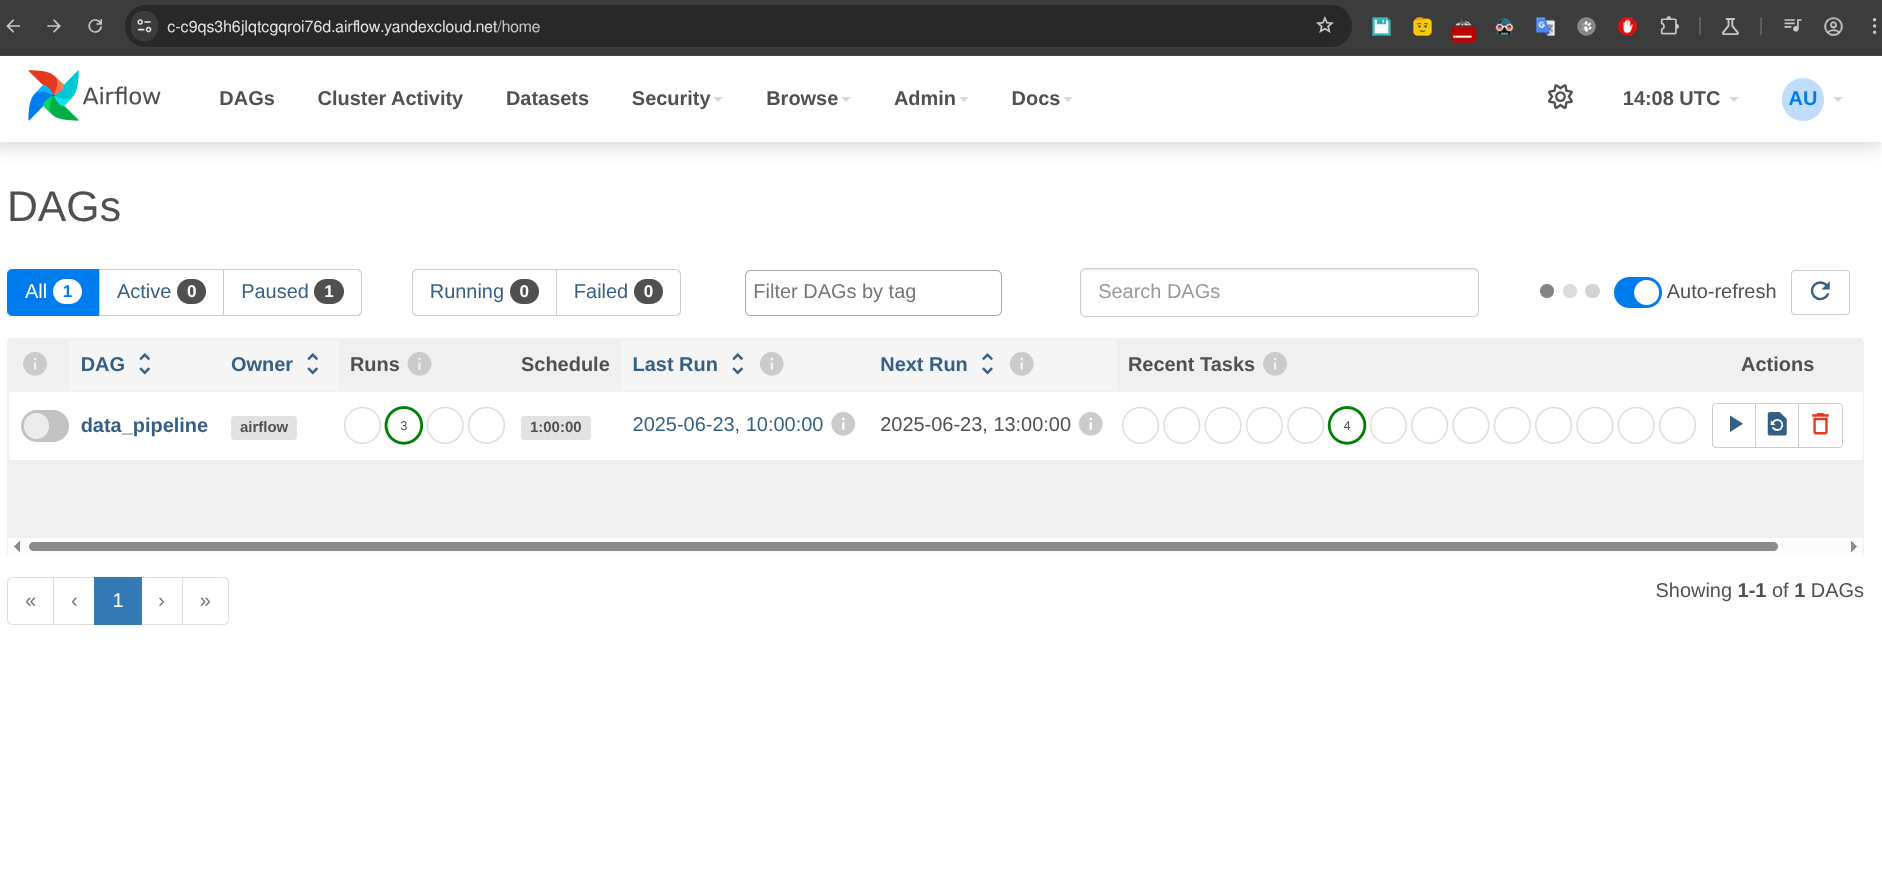 c-c9qs3h6jlqtcgqroi76d.airflow.yandexcloud.net/home
Airflow DAGs Cluster Activity Datasets Security Browse Admin Docs 14:08 UTC AU
DAGs
All 1 Active 0 Paused 1 Running 0 Failed 0 Filter DAGs by tag Search DAGs Auto-refresh
DAG Owner Runs Schedule Last Run Next Run Recent Tasks Actions
data_pipeline airflow 3 1:00:00 2025-06-23, 10:00:00 2025-06-23, 13:00:00 4
« ‹ 1 › »
Showing 1-1 of 1 DAGs